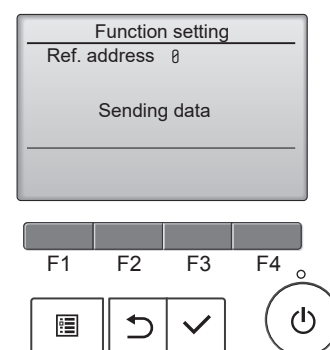 Function setting
Ref. address 0
Sending data
F1 F2 F3 F4